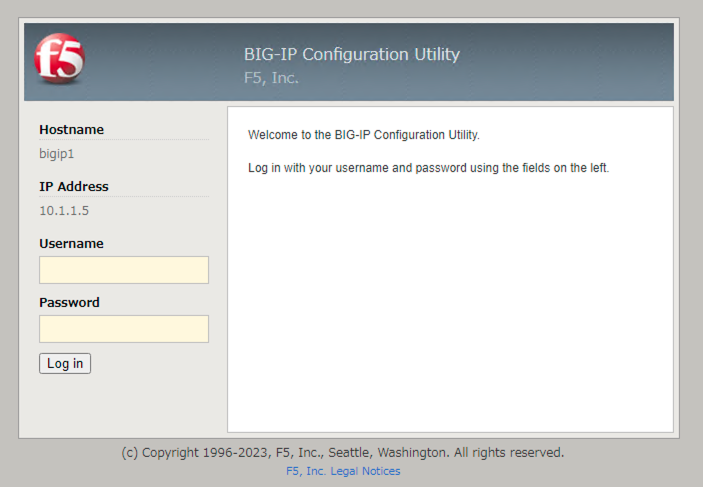 f5
BIG-IP Configuration Utility
F5, Inc.
Hostname
bigip1
IP Address
10.1.1.5
Username
Password
Log in
Welcome to the BIG-IP Configuration Utility.
Log in with your username and password using the fields on the left.
(c) Copyright 1996-2023, F5, Inc., Seattle, Washington. All rights reserved.
F5, Inc. Legal Notices